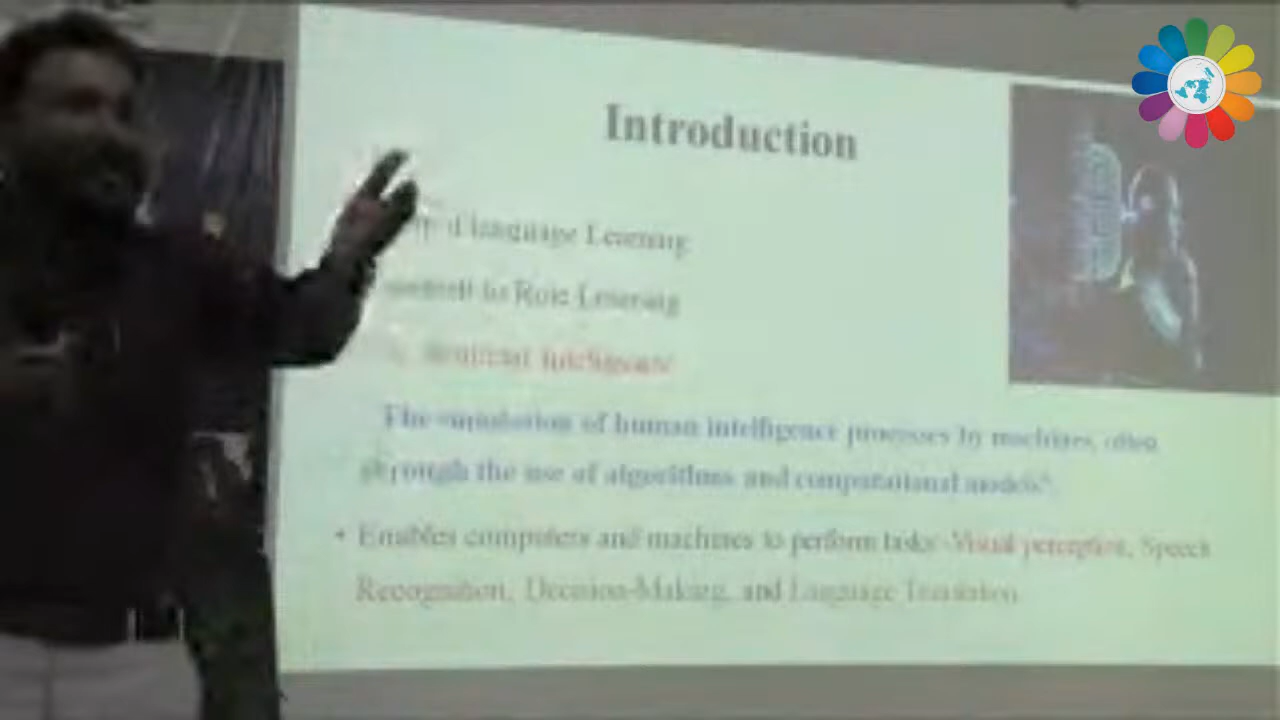 Introduction
language Learning
to Role Learning
Artificial Intelligence
The simulation of human intelligence processes by machines, often
through the use of algorithms and computational models".
• Enables computers and machines to perform tasks- Visual perception, Speech
Recognition, Decision-Making, and Language Translation.